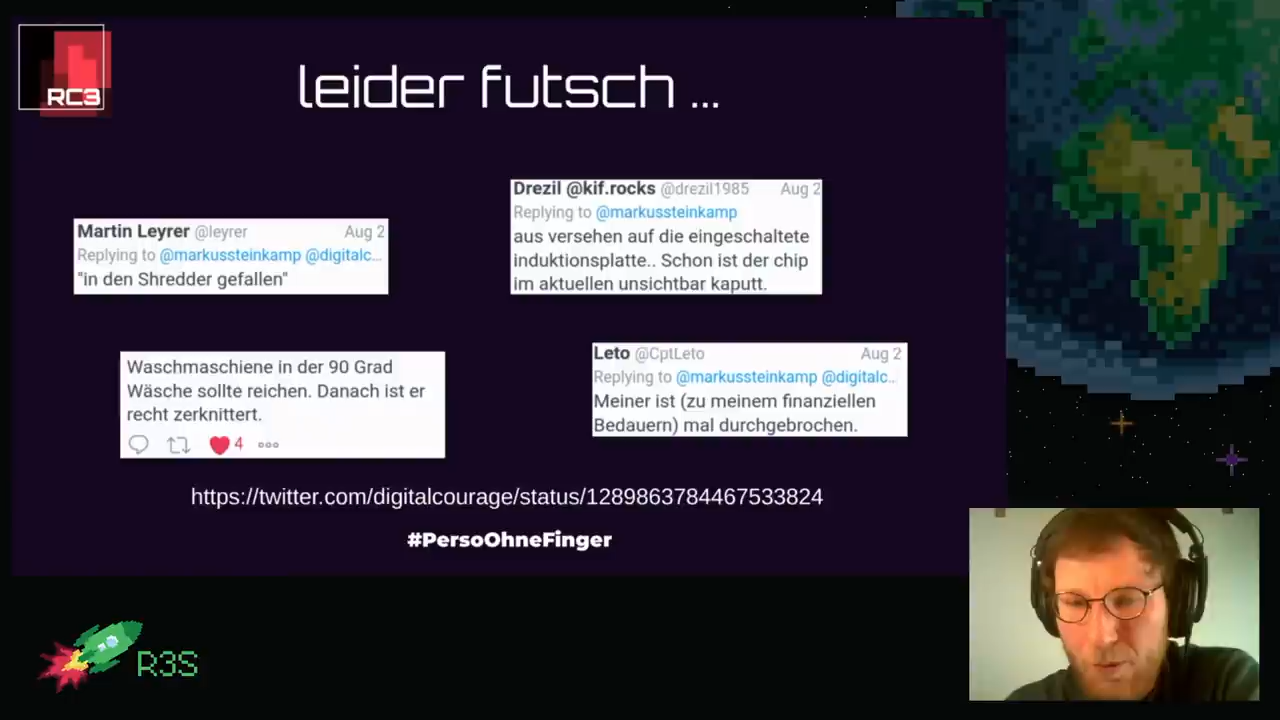 RC3
leider futsch ...
Martin Leyrer @leyrer Aug 2
Replying to @markussteinkamp @digitalc...
"in den Shredder gefallen"
Drezil @kif.rocks @drezil1985 Aug 2
Replying to @markussteinkamp
aus versehen auf die eingeschaltete
induktionsplatte.. Schon ist der chip
im aktuellen unsichtbar kaputt.
Waschmaschiene in der 90 Grad
Wäsche sollte reichen. Danach ist er
recht zerknittert.
4
Leto @CptLeto Aug 2
Replying to @markussteinkamp @digitalc...
Meiner ist (zu meinem finanziellen
Bedauern) mal durchgebrochen.
https://twitter.com/digitalcourage/status/1289863784467533824
#PersoOhneFinger
R3S